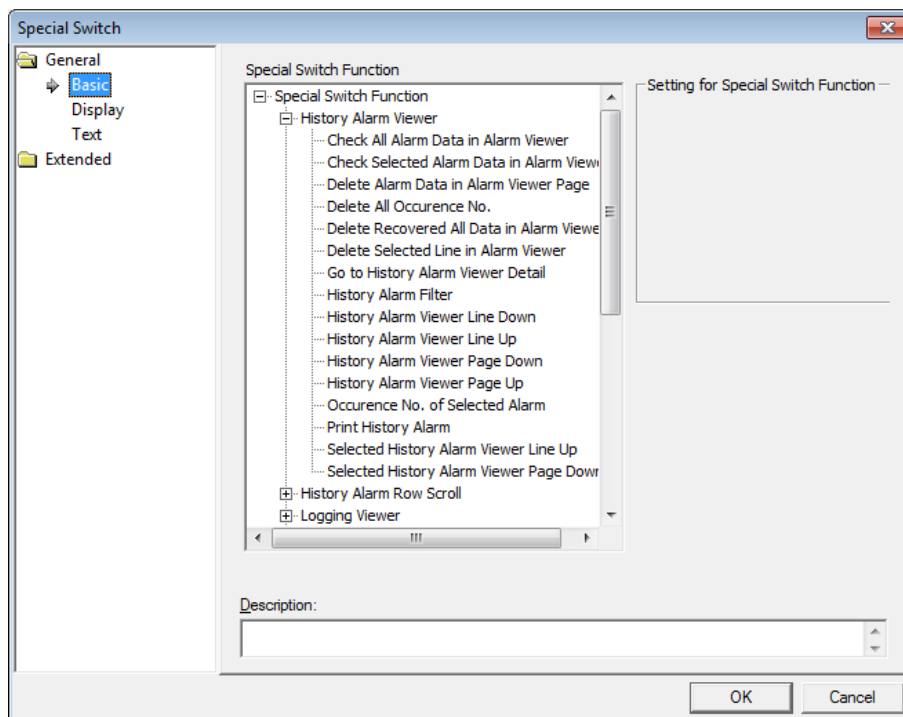 Special Switch
General
Basic
Display
Text
Extended
Special Switch Function
Special Switch Function
History Alarm Viewer
Check All Alarm Data in Alarm Viewer
Check Selected Alarm Data in Alarm View
Delete Alarm Data in Alarm Viewer Page
Delete All Occurence No.
Delete Recovered All Data in Alarm Viewe
Delete Selected Line in Alarm Viewer
Go to History Alarm Viewer Detail
History Alarm Filter
History Alarm Viewer Line Down
History Alarm Viewer Line Up
History Alarm Viewer Page Down
History Alarm Viewer Page Up
Occurence No. of Selected Alarm
Print History Alarm
Selected History Alarm Viewer Line Up
Selected History Alarm Viewer Page Down
History Alarm Row Scroll
Logging Viewer
Setting for Special Switch Function
Description:
OK
Cancel